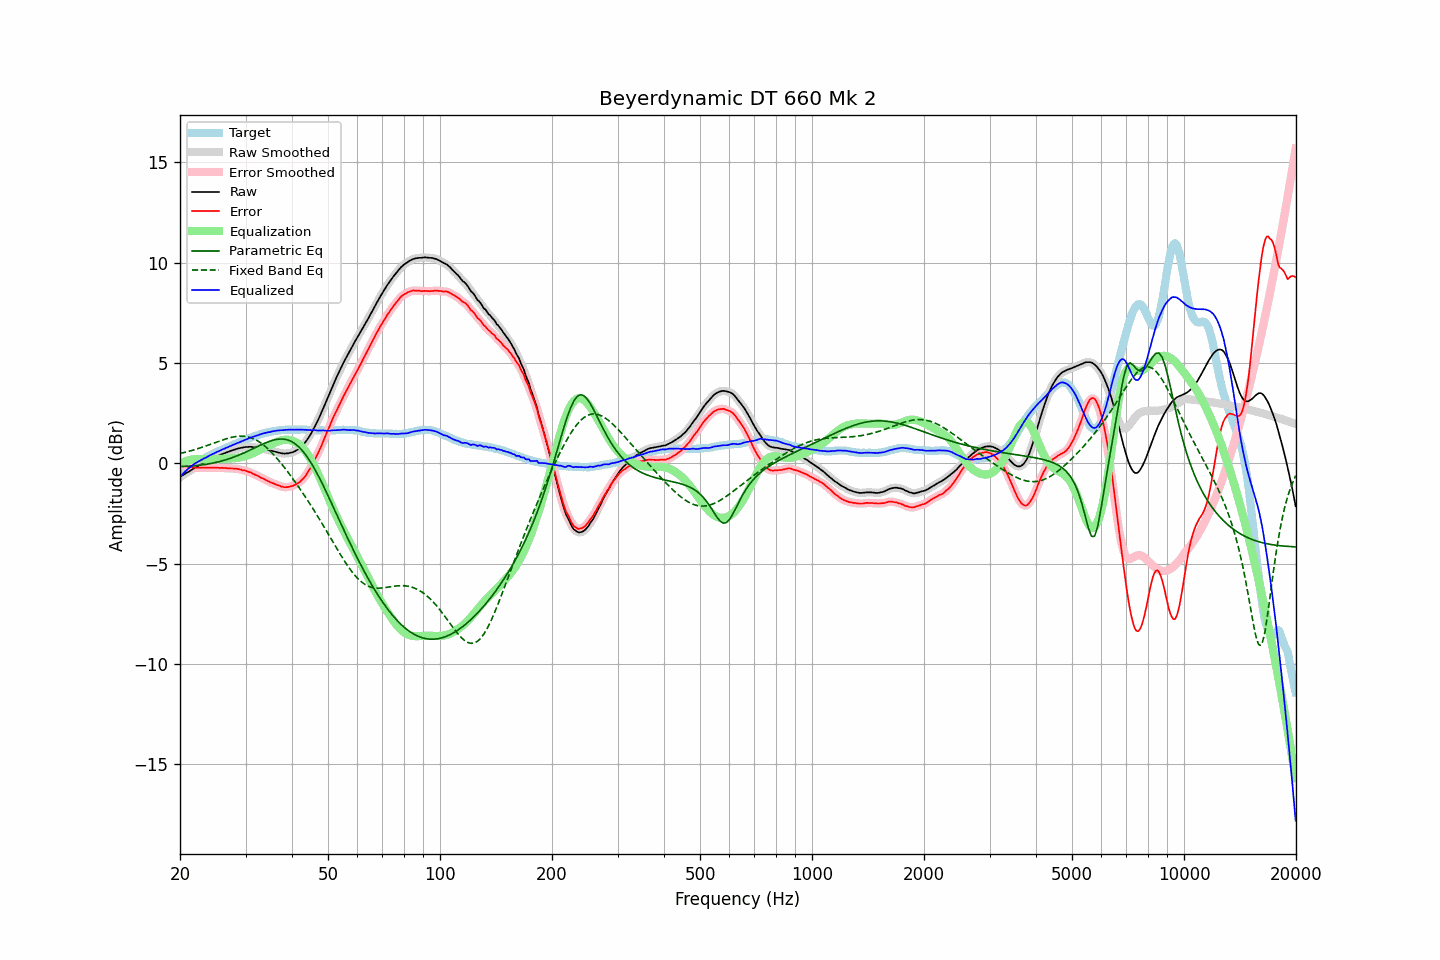 Beyerdynamic DT 660 Mk 2
Target
Raw Smoothed
Error Smoothed
Raw
Error
Equalization
Parametric Eq
Fixed Band Eq
Equalized
15
10
5
0
−5
−10
−15
Amplitude (dBr)
20
50
100
200
500
1000
2000
5000
10000
20000
Frequency (Hz)